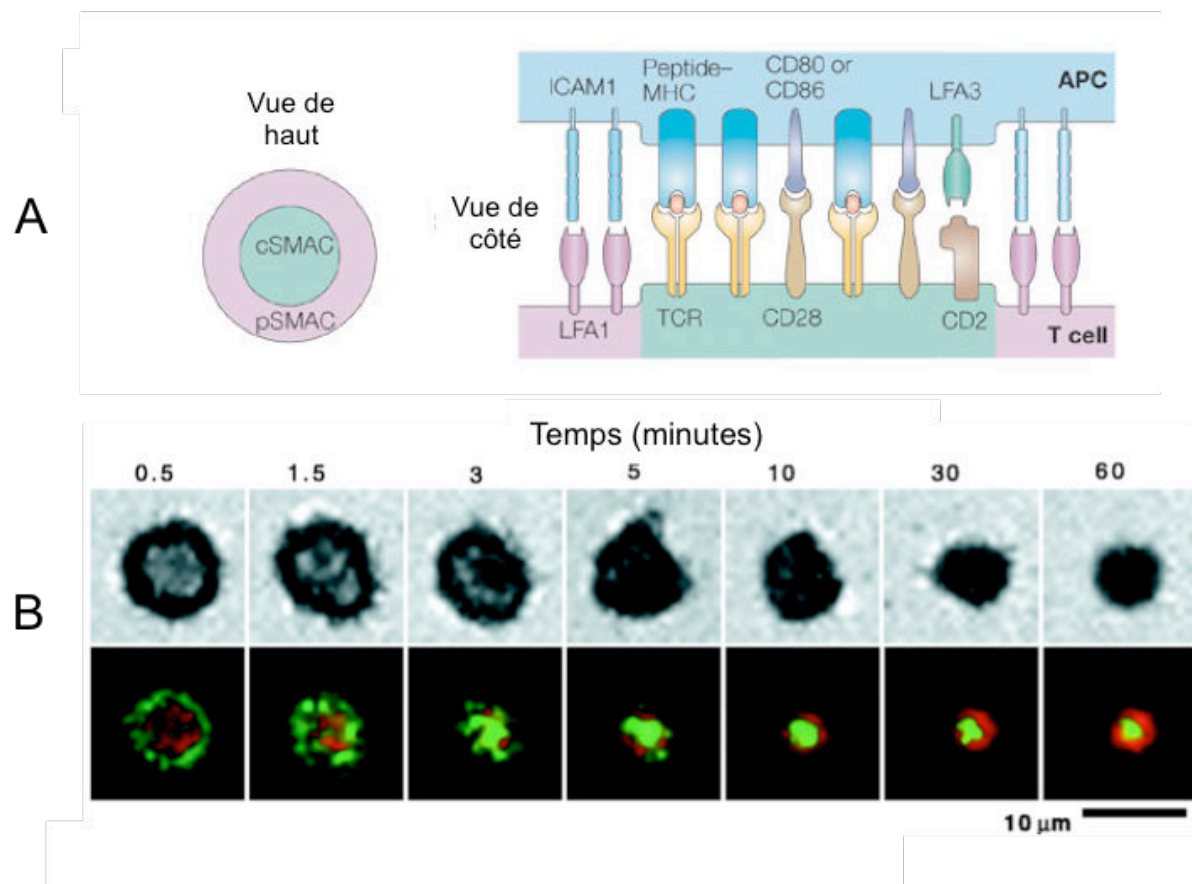 A
Vue de
haut
cSMAC
pSMAC
Vue de
côté
ICAM1
Peptide–
MHC
CD80 or
CD86
LFA3
APC
LFA1
TCR
CD28
CD2
T cell
B
Temps (minutes)
0.5 1.5 3 5 10 30 60
10 µm